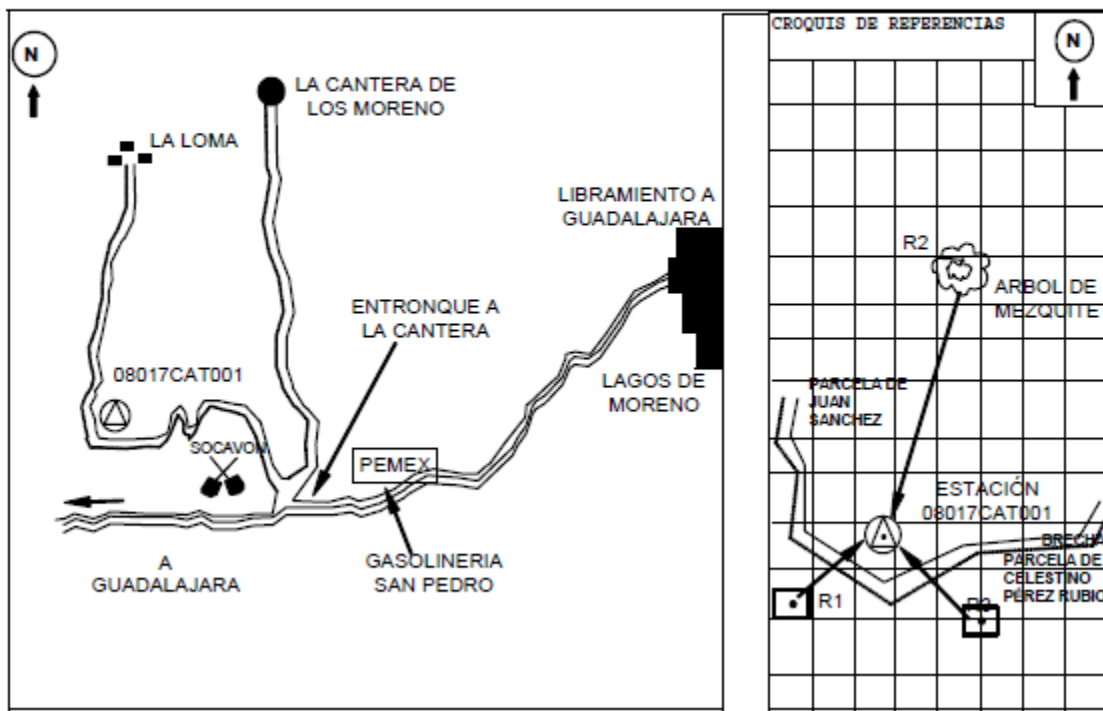 N
LA CANTERA DE
LOS MORENO
LA LOMA
LIBRAMIENTO A
GUADALAJARA
ENTRONQUE A
LA CANTERA
08017CAT001
LAGOS DE
MORENO
SOCAVON
PEMEX
A
GUADALAJARA
GASOLINERIA
SAN PEDRO
CROQUIS DE REFERENCIAS
N
R2
ARBOL DE
MEZQUITE
PARCELA DE
JUAN
SANCHEZ
ESTACIÓN
08017CAT001
BRECHA
PARCELA DE
CELESTINO
PÉREZ RUBIO
R1